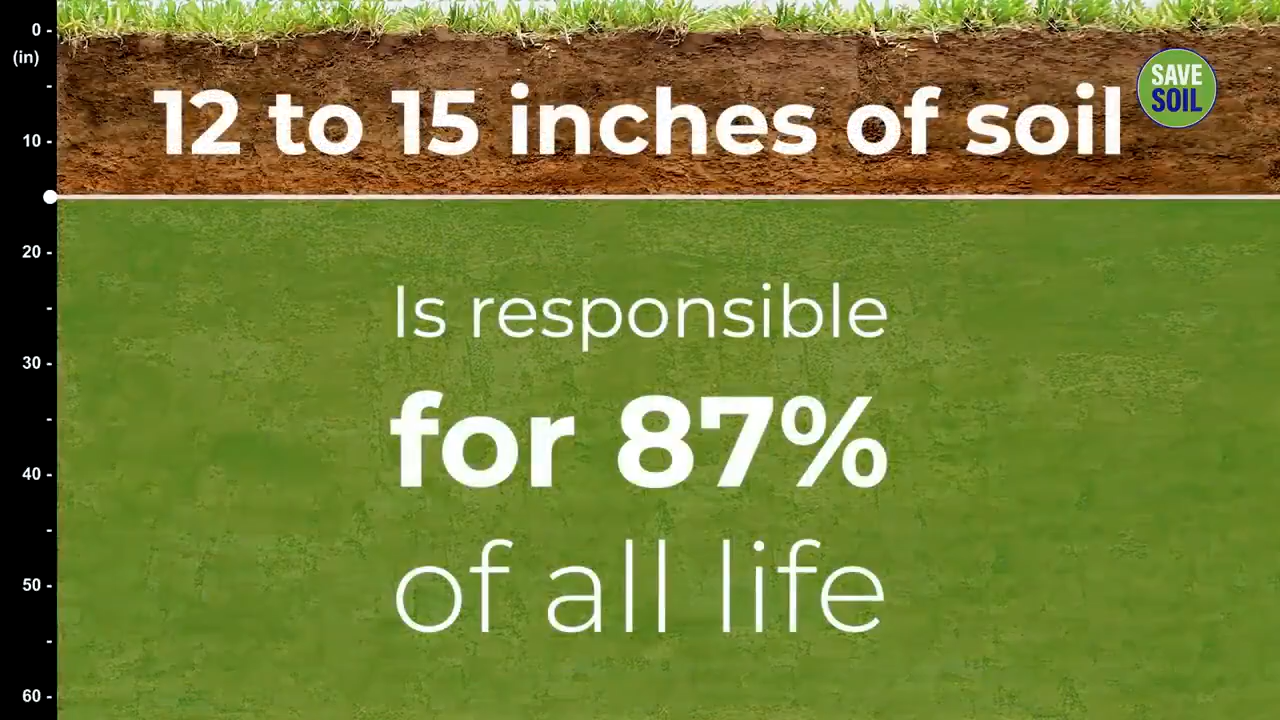 0 -
(in)
-
10 -
20 -
-
30 -
-
40 -
-
50 -
-
60 -
12 to 15 inches of soil
SAVE
SOIL
Is responsible
for 87%
of all life